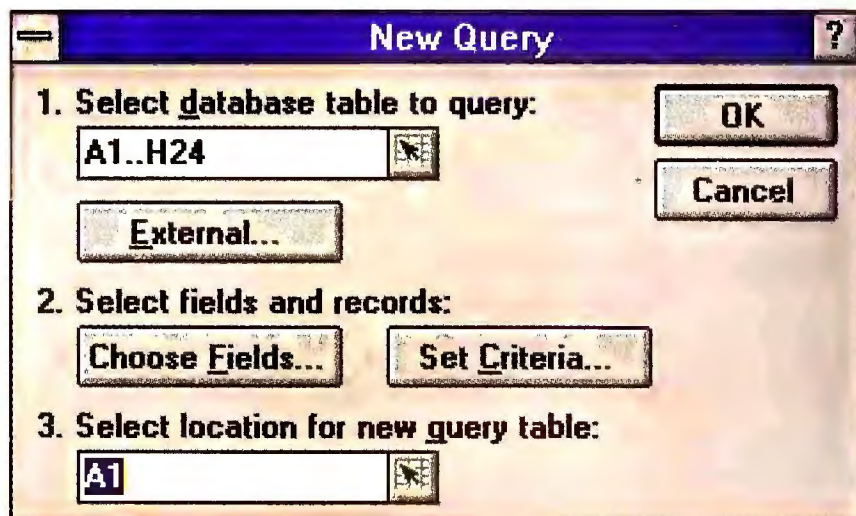 New Query ?
1. Select database table to query:
A1..H24
OK
Cancel
External...
2. Select fields and records:
Choose Fields...
Set Criteria...
3. Select location for new query table:
A1